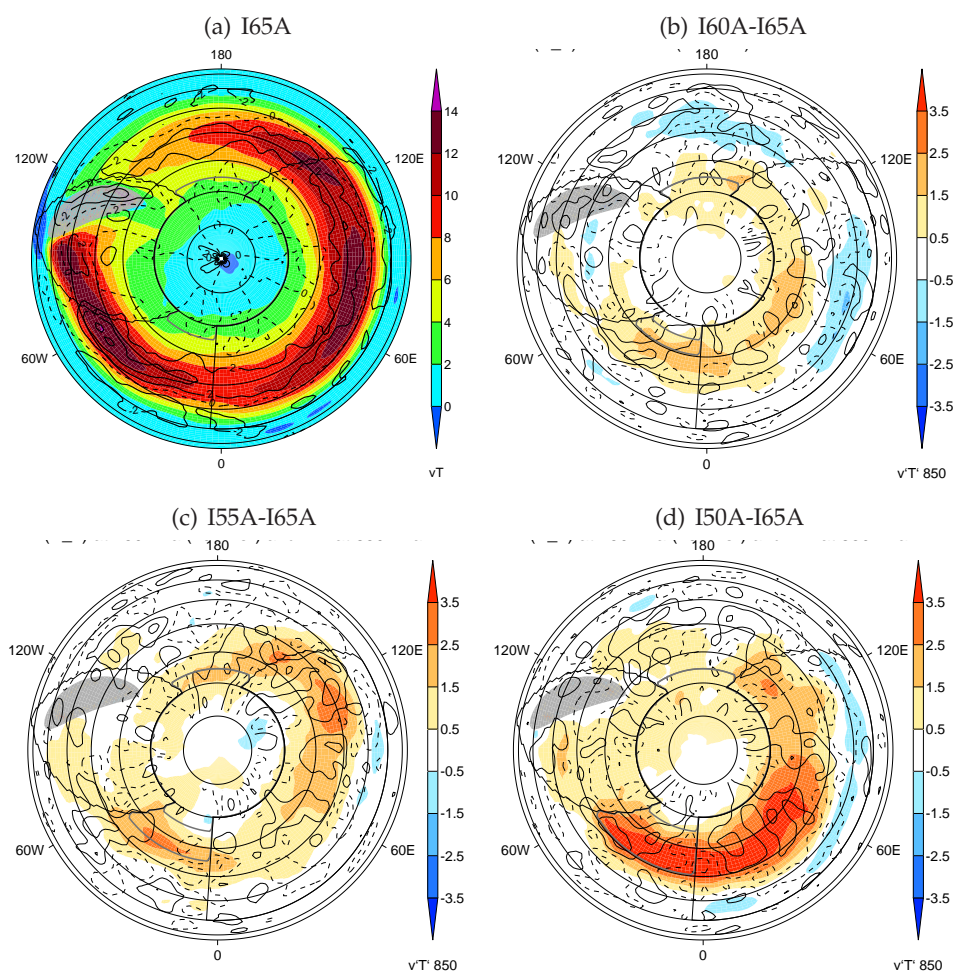 (a) I65A
(b) I60A-I65A
180
180
120W
120E
60W
60E
0
14
12
10
8
6
4
2
0
vT
120W
120E
60W
60E
0
3.5
2.5
1.5
0.5
-0.5
-1.5
-2.5
-3.5
v'T' 850
(c) I55A-I65A
(d) I50A-I65A
180
180
120W
120E
60W
60E
0
3.5
2.5
1.5
0.5
-0.5
-1.5
-2.5
-3.5
v'T' 850
120W
120E
60W
60E
0
3.5
2.5
1.5
0.5
-0.5
-1.5
-2.5
-3.5
v'T' 850